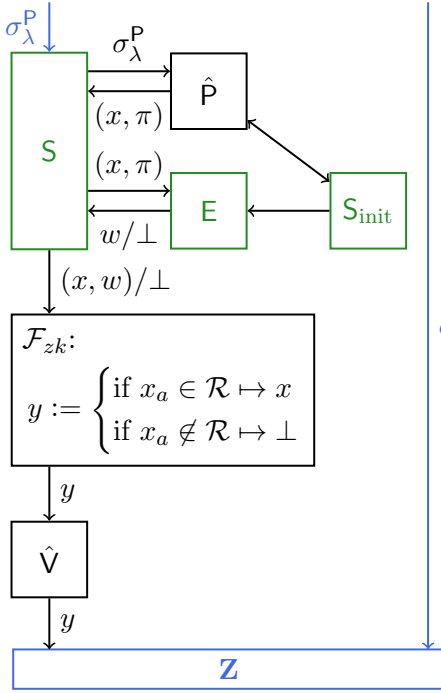 σ_λ^P
σ_λ^P
P̂
(x, π)
S
(x, π)
E
S_init
w/⊥
(x, w)/⊥
F_zk:
y := { if x_a ∈ R ↦ x
if x_a ∉ R ↦ ⊥
y
V̂
y
Z